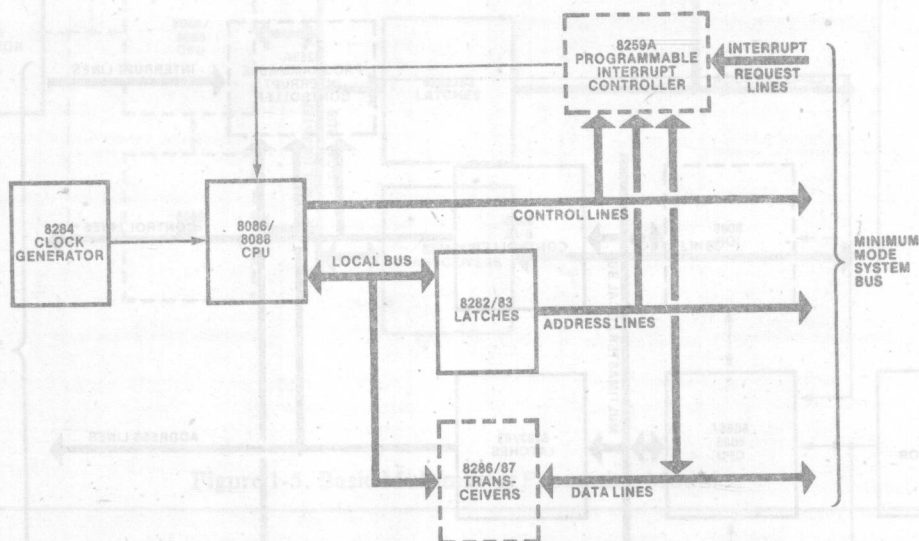 8259A
PROGRAMMABLE
INTERRUPT
CONTROLLER
INTERRUPT
REQUEST
LINES
8284
CLOCK
GENERATOR
8086/
8088
CPU
CONTROL LINES
LOCAL BUS
8282/83
LATCHES
ADDRESS LINES
MINIMUM
MODE
SYSTEM
BUS
8286/87
TRANS-
CEIVERS
DATA LINES